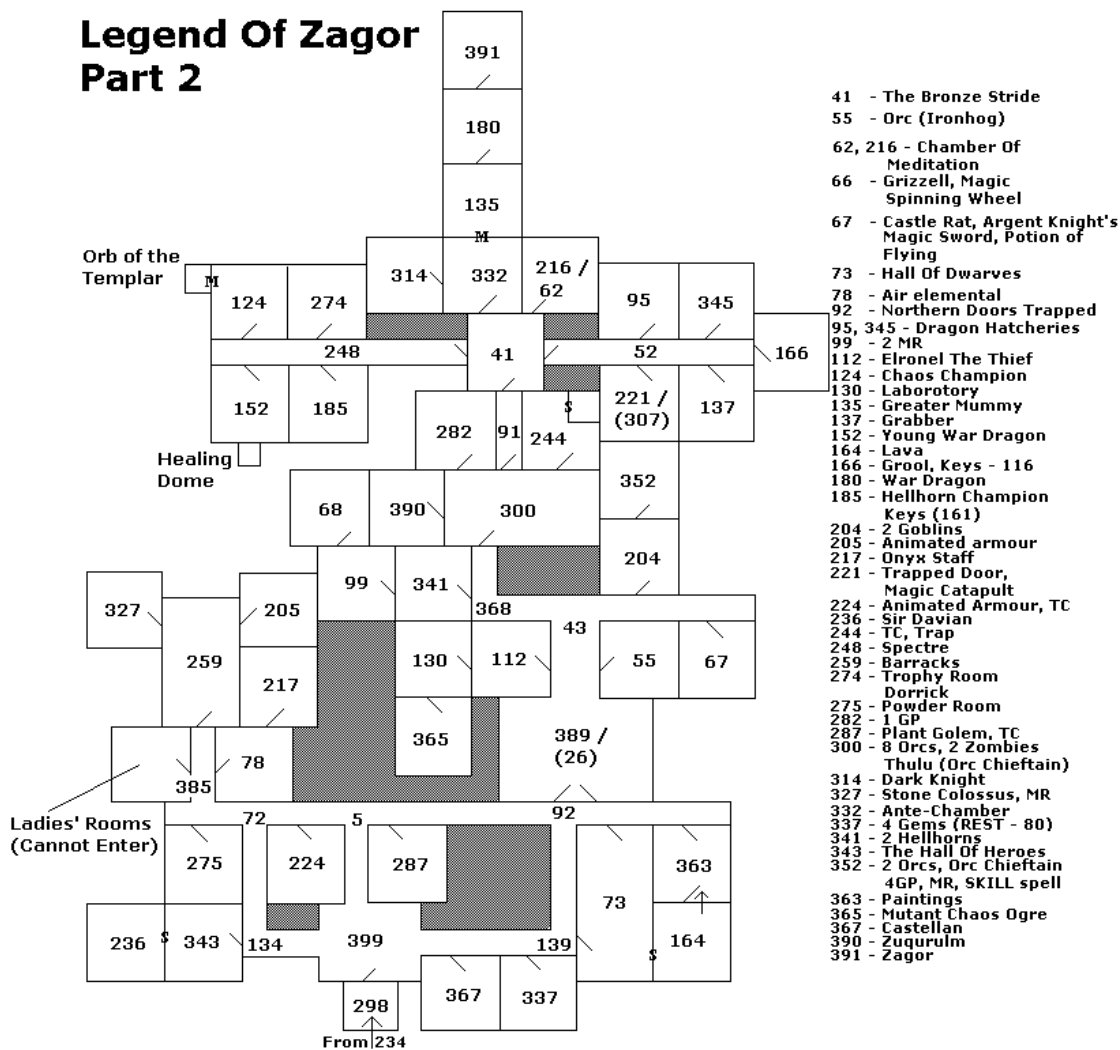 Legend Of Zagor
Part 2
391
180
135
M
Orb of the
Templar
M
314
332
216 /
62
124
274
95
345
248
41
52
166
152
185
S
221 /
(307)
137
282
91
244
Healing
Dome
352
68
390
300
204
99
341
327
205
368
43
259
130
112
55
67
217
365
389 /
(26)
78
385
Ladies' Rooms
(Cannot Enter)
72
5
92
275
224
287
363
73
236
S
343
134
399
139
S
164
367
337
298
From 234
41 - The Bronze Stride
55 - Orc (Ironhog)
62, 216 - Chamber Of
Meditation
66 - Grizzell, Magic
Spinning Wheel
67 - Castle Rat, Argent Knight's
Magic Sword, Potion of
Flying
73 - Hall Of Dwarves
78 - Air elemental
92 - Northern Doors Trapped
95, 345 - Dragon Hatcheries
99 - 2 MR
112 - Elronel The Thief
124 - Chaos Champion
130 - Laborotory
135 - Greater Mummy
137 - Grabber
152 - Young War Dragon
164 - Lava
166 - Grool, Keys - 116
180 - War Dragon
185 - Hellhorn Champion
Keys (161)
204 - 2 Goblins
205 - Animated armour
217 - Onyx Staff
221 - Trapped Door,
Magic Catapult
224 - Animated Armour, TC
236 - Sir Davian
244 - TC, Trap
248 - Spectre
259 - Barracks
274 - Trophy Room
Dorrick
275 - Powder Room
282 - 1 GP
287 - Plant Golem, TC
300 - 8 Orcs, 2 Zombies
Thulu (Orc Chieftain)
314 - Dark Knight
327 - Stone Colossus, MR
332 - Ante-Chamber
337 - 4 Gems (REST - 80)
341 - 2 Hellhorns
343 - The Hall Of Heroes
352 - 2 Orcs, Orc Chieftain
4GP, MR, SKILL spell
363 - Paintings
365 - Mutant Chaos Ogre
367 - Castellan
390 - Zuqurulm
391 - Zagor